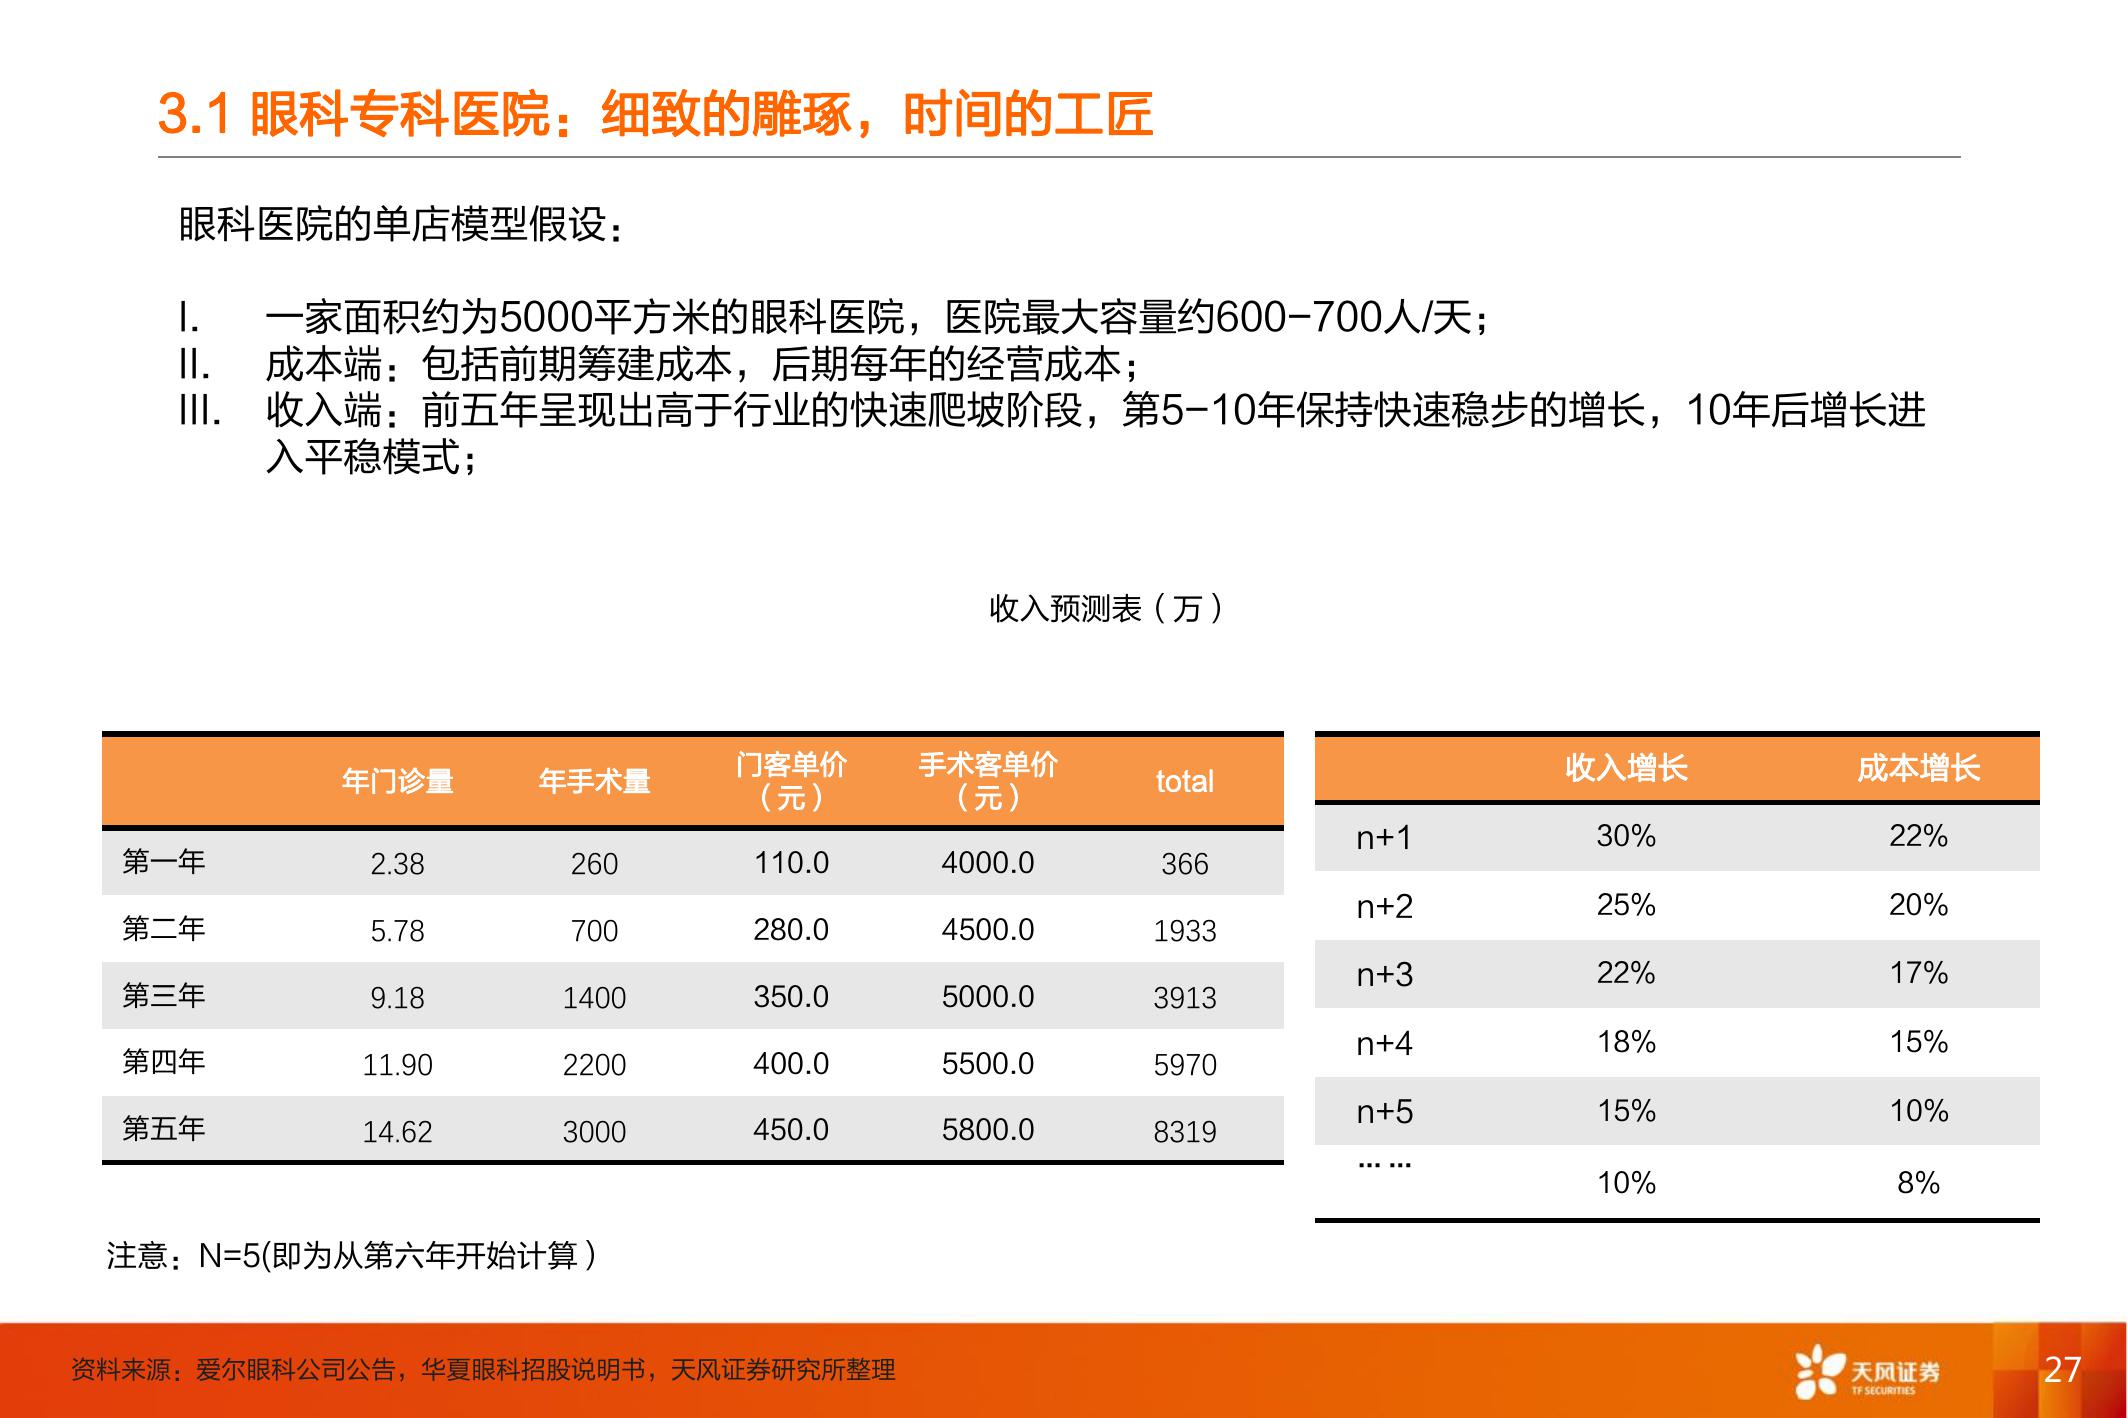 3.1 眼科专科医院：细致的雕琢，时间的工匠
眼科医院的单店模型假设：
I. 一家面积约为5000平方米的眼科医院，医院最大容量约600-700人/天；
II. 成本端：包括前期筹建成本，后期每年的经营成本；
III. 收入端：前五年呈现出高于行业的快速爬坡阶段，第5-10年保持快速稳步的增长，10年后增长进
入平稳模式；
收入预测表（万）
年门诊量 年手术量 门客单价（元） 手术客单价（元） total
第一年 2.38 260 110.0 4000.0 366
第二年 5.78 700 280.0 4500.0 1933
第三年 9.18 1400 350.0 5000.0 3913
第四年 11.90 2200 400.0 5500.0 5970
第五年 14.62 3000 450.0 5800.0 8319
收入增长 成本增长
n+1 30% 22%
n+2 25% 20%
n+3 22% 17%
n+4 18% 15%
n+5 15% 10%
…… 10% 8%
注意：N=5(即为从第六年开始计算）
资料来源：爱尔眼科公司公告，华夏眼科招股说明书，天风证券研究所整理
天风证券
TF SECURITIES
27